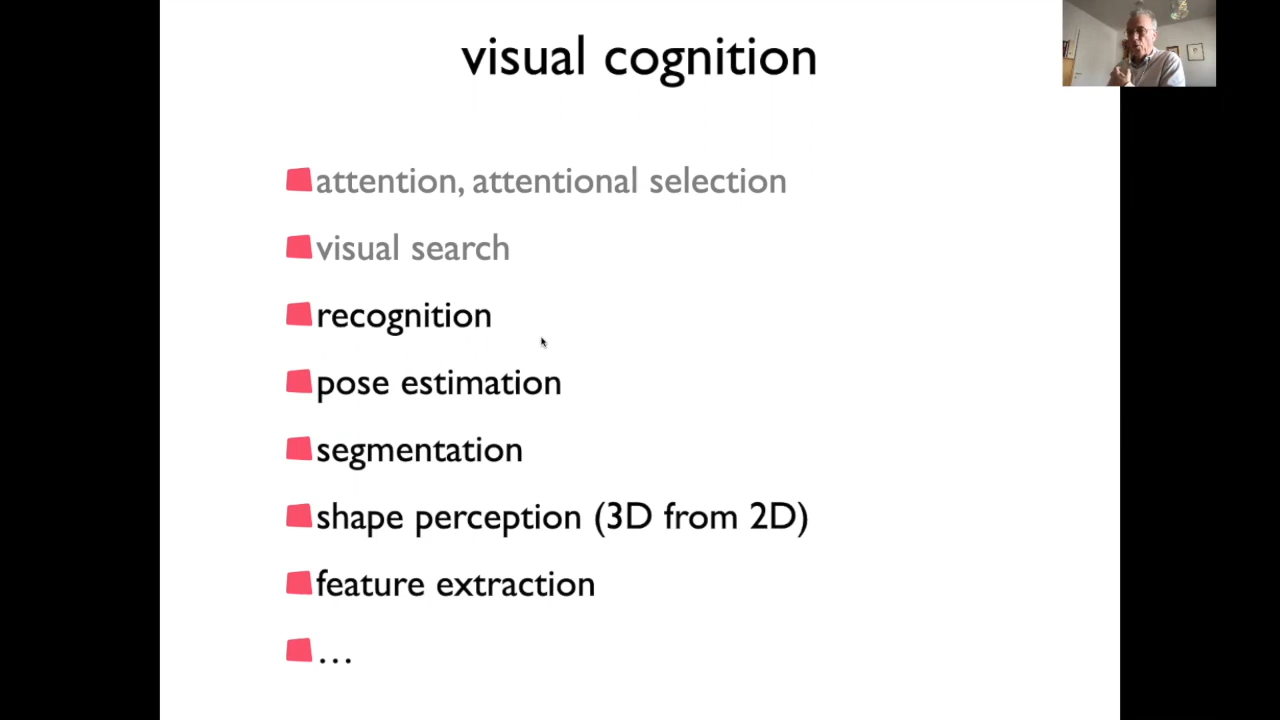 visual cognition
attention, attentional selection
visual search
recognition
pose estimation
segmentation
shape perception (3D from 2D)
feature extraction
…